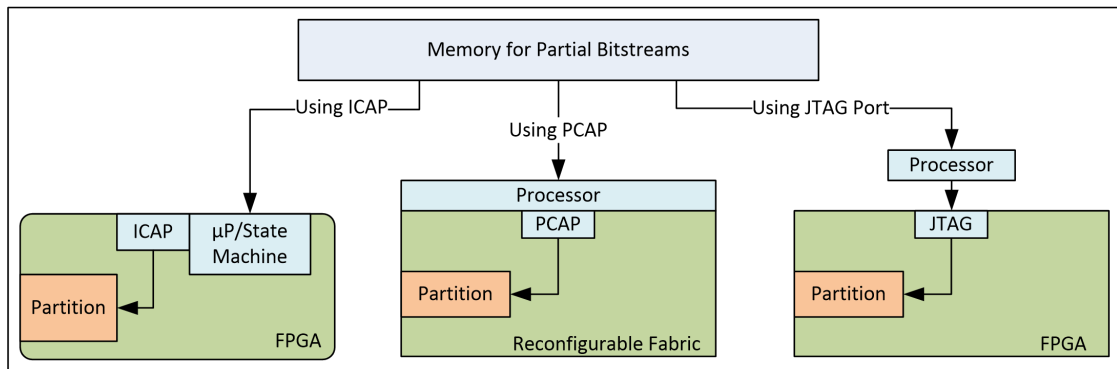 Memory for Partial Bitstreams
Using ICAP
Using PCAP
Using JTAG Port
Processor
Processor
ICAP
µP/State
Machine
PCAP
JTAG
Partition
Partition
Partition
FPGA
Reconfigurable Fabric
FPGA